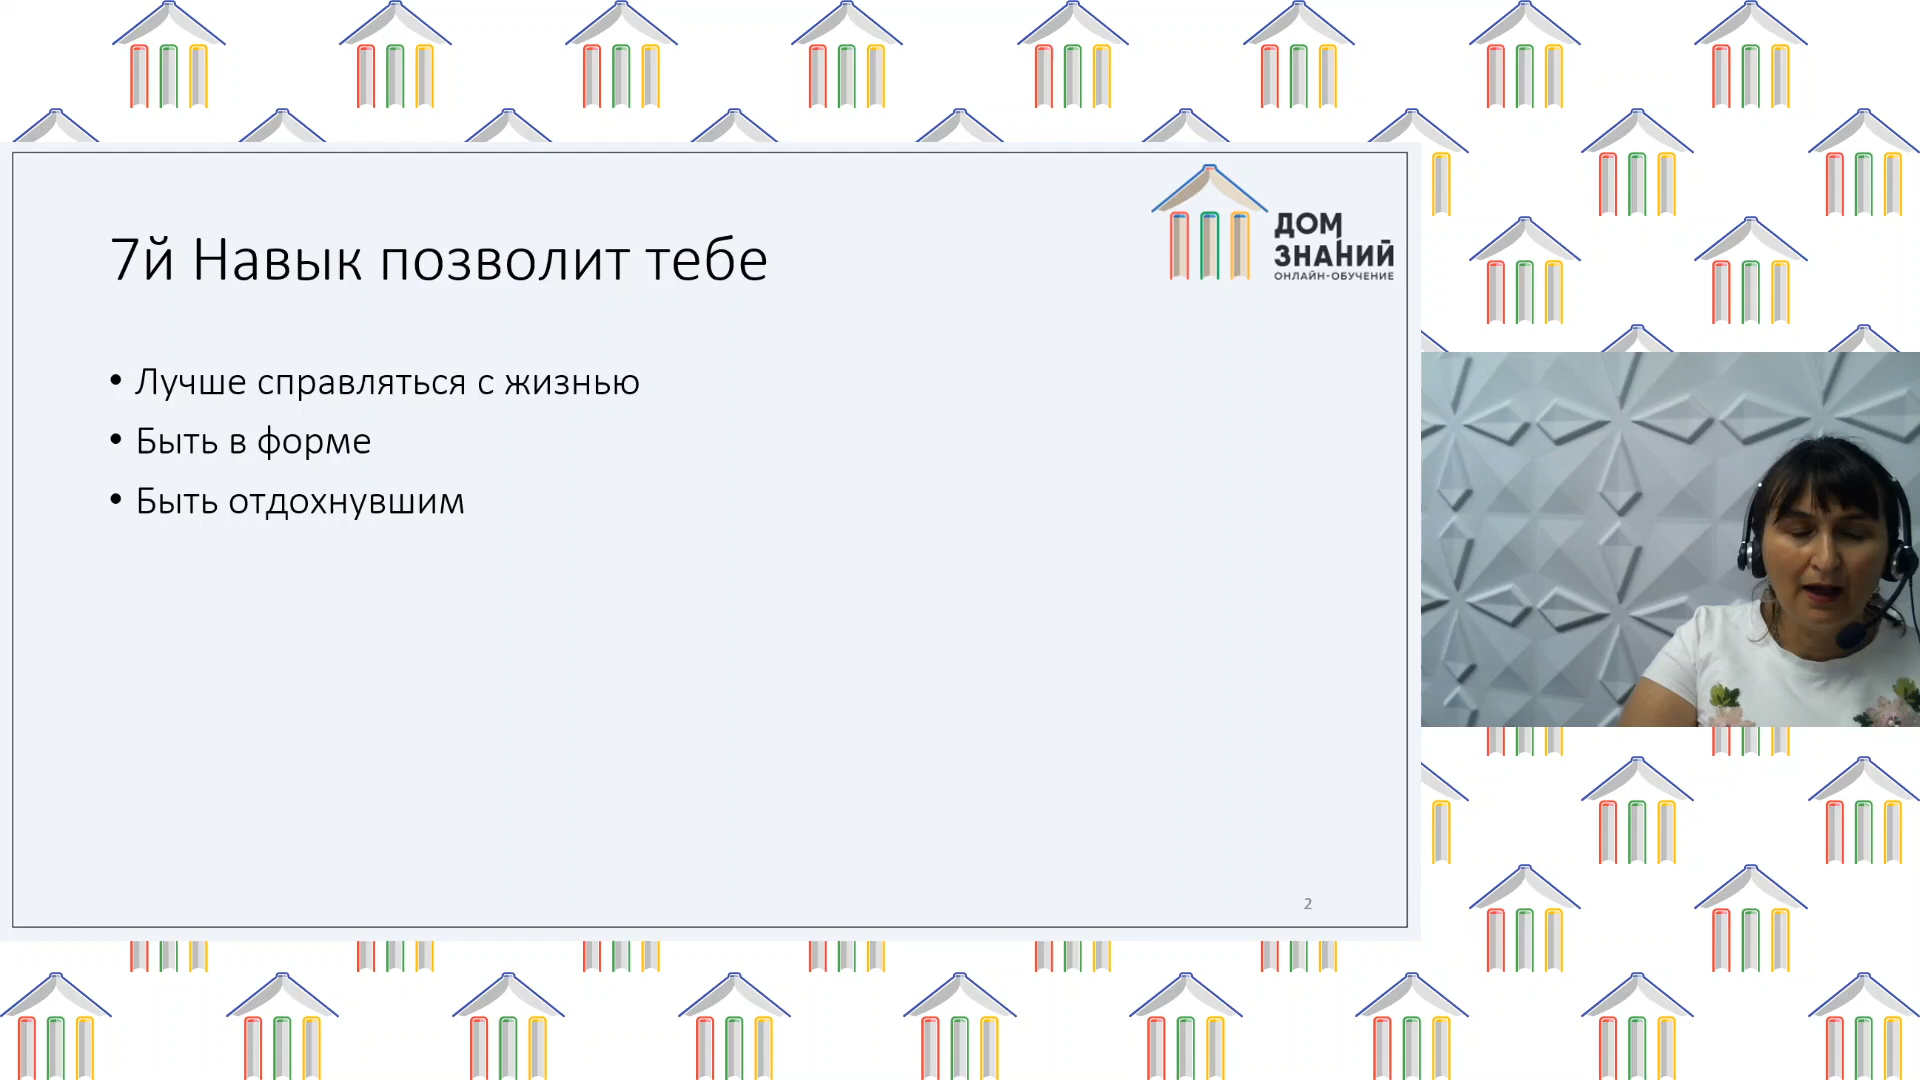 ДОМ
ЗНАНИЙ
ОНЛАЙН-ОБУЧЕНИЕ
7й Навык позволит тебе
• Лучше справляться с жизнью
• Быть в форме
• Быть отдохнувшим
2